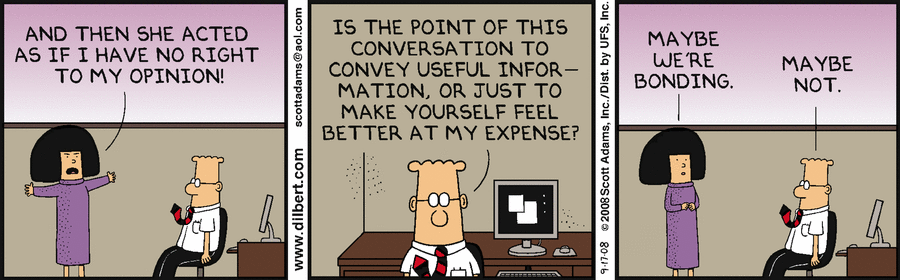 AND THEN SHE ACTED
AS IF I HAVE NO RIGHT
TO MY OPINION!
www.dilbert.com scottadams@aol.com
IS THE POINT OF THIS
CONVERSATION TO
CONVEY USEFUL INFOR-
MATION, OR JUST TO
MAKE YOURSELF FEEL
BETTER AT MY EXPENSE?
9-17-08 © 2008 Scott Adams, Inc./Dist. by UFS, Inc.
MAYBE
WE'RE
BONDING.
MAYBE
NOT.